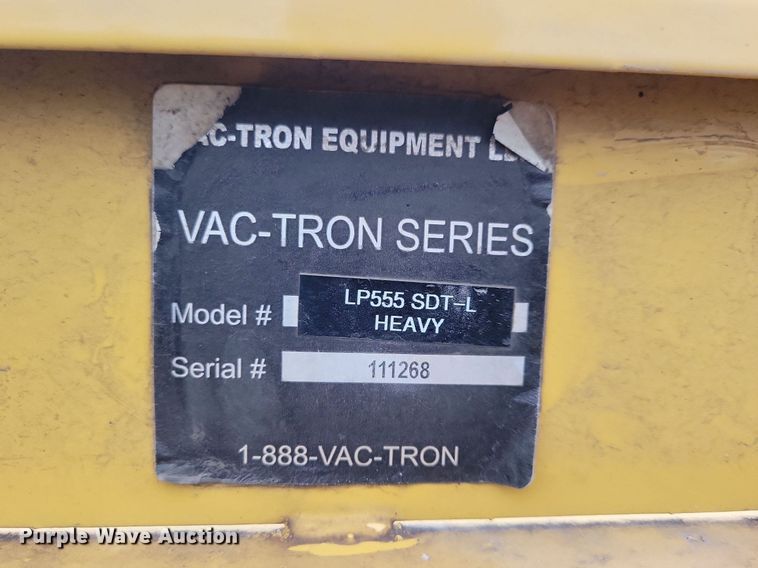 AC-TRON EQUIPMENT
VAC-TRON SERIES
Model # LP555 SDT-L
HEAVY
Serial # 111268
1-888-VAC-TRON
Purple Wave Auction